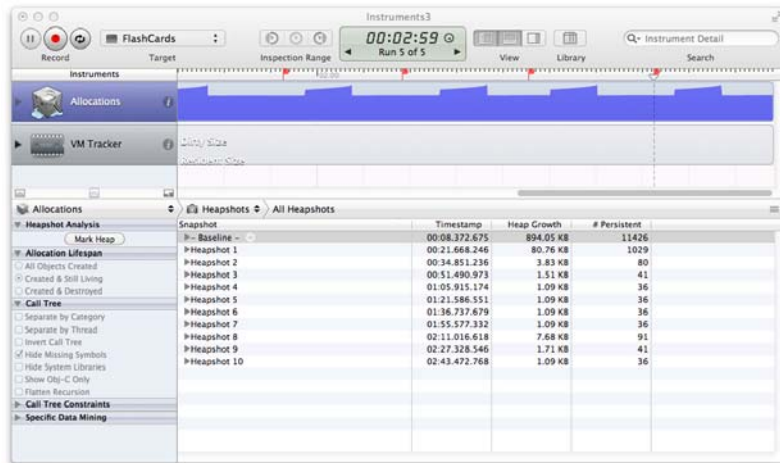 Instruments3
FlashCards
00:02:59
Run 5 of 5
Instrument Detail
Record
Target
Inspection Range
View
Library
Search
Instruments
02:00
Allocations
VM Tracker
Dirty Size
Resident Size
Allocations
Heapshots
All Heapshots
Heapshot Analysis
Mark Heap
Allocation Lifespan
All Objects Created
Created & Still Living
Created & Destroyed
Call Tree
Separate by Category
Separate by Thread
Invert Call Tree
Hide Missing Symbols
Hide System Libraries
Show Obj-C Only
Flatten Recursion
Call Tree Constraints
Specific Data Mining
Snapshot Timestamp Heap Growth # Persistent
- Baseline - 00:08.372.675 894.05 KB 11426
Heapshot 1 00:21.668.246 80.76 KB 1029
Heapshot 2 00:34.851.236 3.83 KB 80
Heapshot 3 00:51.490.973 1.51 KB 41
Heapshot 4 01:05.915.174 1.09 KB 36
Heapshot 5 01:21.586.551 1.09 KB 36
Heapshot 6 01:36.737.679 1.09 KB 36
Heapshot 7 01:55.577.332 1.09 KB 36
Heapshot 8 02:11.016.618 7.68 KB 91
Heapshot 9 02:27.328.546 1.71 KB 41
Heapshot 10 02:43.472.768 1.09 KB 36